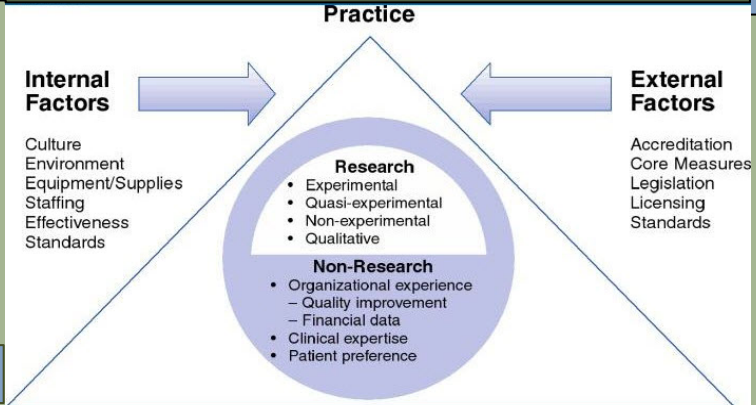 Practice
Internal
Factors
Culture
Environment
Equipment/Supplies
Staffing
Effectiveness
Standards
External
Factors
Accreditation
Core Measures
Legislation
Licensing
Standards
Research
• Experimental
• Quasi-experimental
• Non-experimental
• Qualitative
Non-Research
• Organizational experience
– Quality improvement
– Financial data
• Clinical expertise
• Patient preference